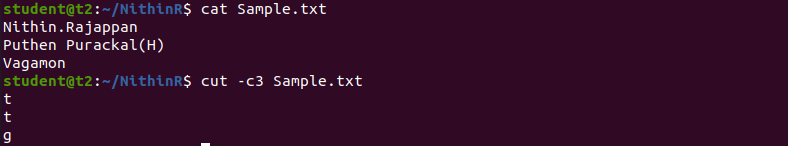 student@t2:~/NithinR$ cat Sample.txt
Nithin.Rajappan
Puthen Purackal(H)
Vagamon
student@t2:~/NithinR$ cut -c3 Sample.txt
t
t
g